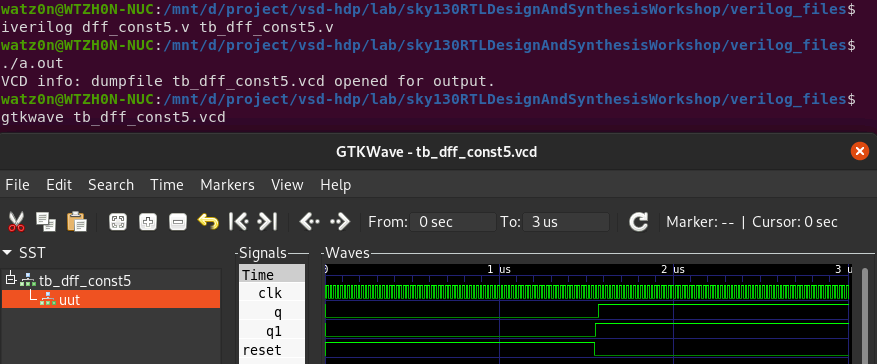 watz0n@WTZH0N-NUC:/mnt/d/project/vsd-hdp/lab/sky130RTLDesignAndSynthesisWorkshop/verilog_files$
iverilog dff_const5.v tb_dff_const5.v
watz0n@WTZH0N-NUC:/mnt/d/project/vsd-hdp/lab/sky130RTLDesignAndSynthesisWorkshop/verilog_files$
./a.out
VCD info: dumpfile tb_dff_const5.vcd opened for output.
watz0n@WTZH0N-NUC:/mnt/d/project/vsd-hdp/lab/sky130RTLDesignAndSynthesisWorkshop/verilog_files$
gtkwave tb_dff_const5.vcd
GTKWave - tb_dff_const5.vcd
File Edit Search Time Markers View Help
From: 0 sec To: 3 us Marker: -- | Cursor: 0 sec
SST Signals Waves
Time 0 1 us 2 us 3 u
tb_dff_const5
clk
uut
q
q1
reset